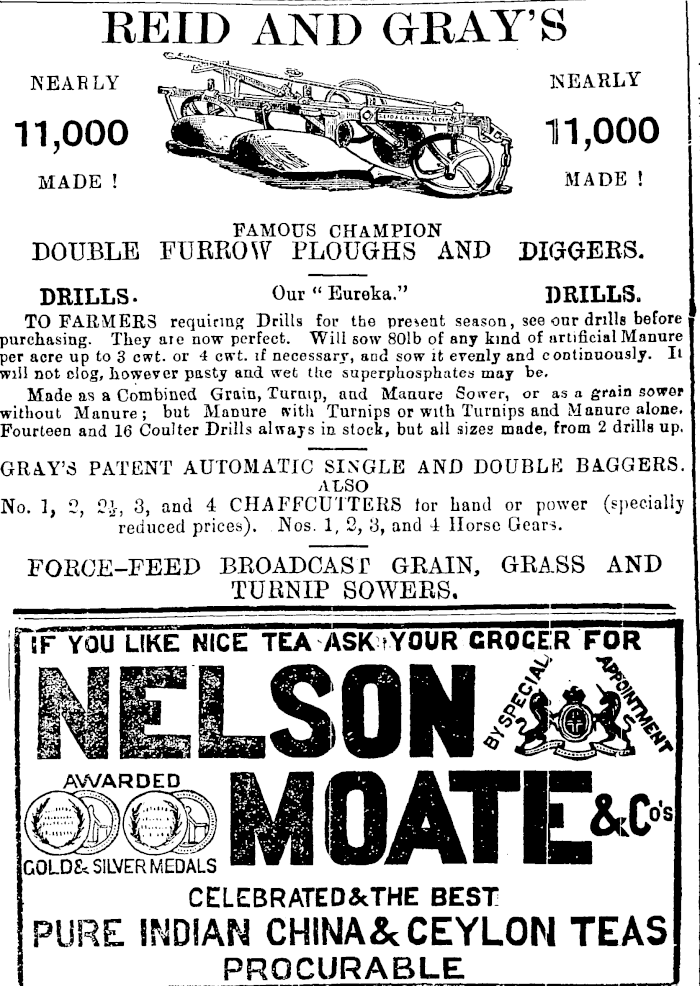 REID AND GRAY'S
NEARLY
11,000
MADE !
NEARLY
11,000
MADE !
FAMOUS CHAMPION
DOUBLE FURROW PLOUGHS AND DIGGERS.
DRILLS. Our "Eureka." DRILLS.
TO FARMERS requiring Drills for the present season, see our drills before
purchasing. They are now perfect. Will sow 80lb of any kind of artificial Manure
per acre up to 3 cwt. or 4 cwt. if necessary, and sow it evenly and continuously. It
will not clog, however pasty and wet the superphosphates may be.
Made as a Combined Grain, Turnip, and Manure Sower, or as a grain sower
without Manure; but Manure with Turnips or with Turnips and Manure alone.
Fourteen and 16 Coulter Drills always in stock, but all sizes made, from 2 drills up.
GRAY'S PATENT AUTOMATIC SINGLE AND DOUBLE BAGGERS.
ALSO
No. 1, 2, 2½, 3, and 4 CHAFFCUTTERS for hand or power (specially
reduced prices). Nos. 1, 2, 3, and 4 Horse Gears.
FORCE-FEED BROADCAST GRAIN, GRASS AND
TURNIP SOWERS.
IF YOU LIKE NICE TEA ASK YOUR GROCER FOR
NELSON
BY SPECIAL APPOINTMENT
AWARDED
GOLD & SILVER MEDALS
MOATE & Co's
CELEBRATED & THE BEST
PURE INDIAN CHINA & CEYLON TEAS
PROCURABLE